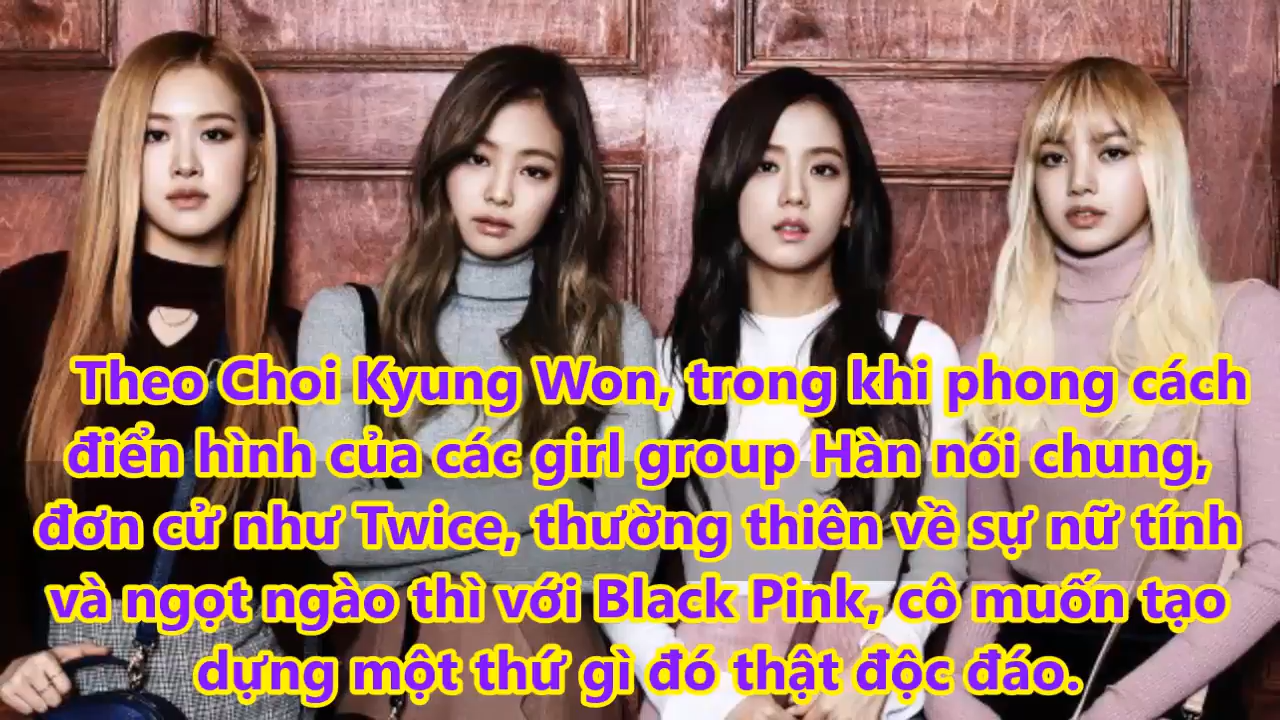 Theo Choi Kyung Won, trong khi phong cách
điển hình của các girl group Hàn nói chung,
đơn cử như Twice, thường thiên về sự nữ tính
và ngọt ngào thì với Black Pink, cô muốn tạo
dựng một thứ gì đó thật độc đáo.